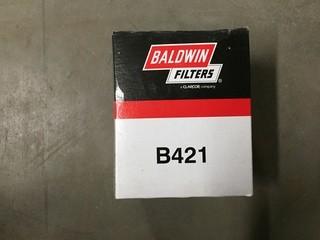 BALDWIN
FILTERS
a CLARCOR company
B421